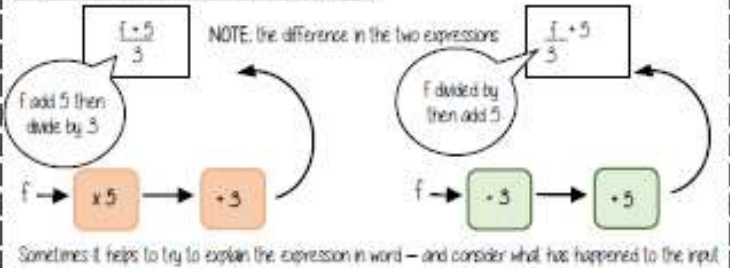 f + 5
3
NOTE: the difference in the two expressions
f + 5
3
F add 5 then
divide by 3
F divided by
then add 5
f
x 5
÷ 3
f
÷ 3
+ 5
Sometimes it helps to try to explain the expression in word – and consider what has happened to the input